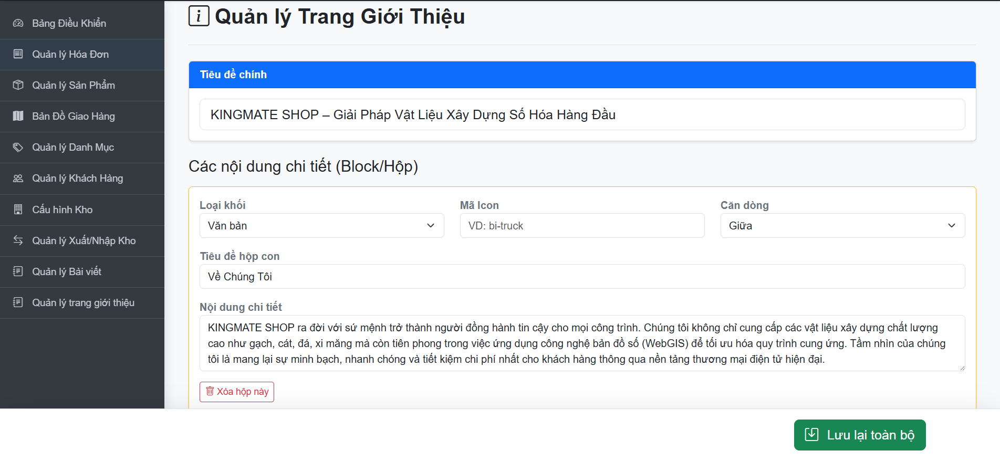 Bảng Điều Khiển
Quản lý Hóa Đơn
Quản lý Sản Phẩm
Bản Đồ Giao Hàng
Quản lý Danh Mục
Quản lý Khách Hàng
Cấu hình Kho
Quản lý Xuất/Nhập Kho
Quản lý Bài viết
Quản lý trang giới thiệu
Quản lý Trang Giới Thiệu
Tiêu đề chính
KINGMATE SHOP – Giải Pháp Vật Liệu Xây Dựng Số Hóa Hàng Đầu
Các nội dung chi tiết (Block/Hộp)
Loại khối
Văn bản
Mã Icon
VD: bi-truck
Căn dòng
Giữa
Tiêu đề hộp con
Về Chúng Tôi
Nội dung chi tiết
KINGMATE SHOP ra đời với sứ mệnh trở thành người đồng hành tin cậy cho mọi công trình. Chúng tôi không chỉ cung cấp các vật liệu xây dựng chất lượng
cao như gạch, cát, đá, xi măng mà còn tiên phong trong việc ứng dụng công nghệ bản đồ số (WebGIS) để tối ưu hóa quy trình cung ứng. Tầm nhìn của chúng
tôi là mang lại sự minh bạch, nhanh chóng và tiết kiệm chi phí nhất cho khách hàng thông qua nền tảng thương mại điện tử hiện đại.
Xóa hộp này
Lưu lại toàn bộ